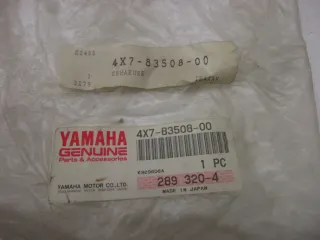 4X7-83508-00
YAMAHA
GENUINE
Parts & Accessories
4X7-83508-00
1 PC
289 320-4
YAMAHA MOTOR CO.,LTD.
MADE IN JAPAN